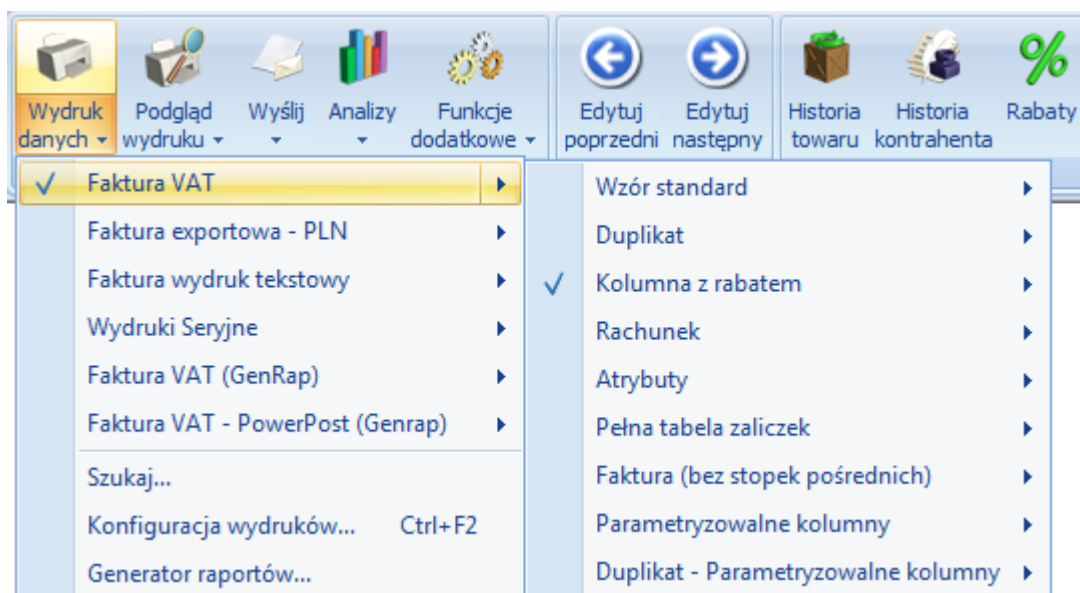 Wydruk danych
Podgląd wydruku
Wyślij
Analizy
Funkcje dodatkowe
Edytuj poprzedni
Edytuj następny
Historia towaru
Historia kontrahenta
Rabaty
Faktura VAT
Faktura exportowa - PLN
Faktura wydruk tekstowy
Wydruki Seryjne
Faktura VAT (GenRap)
Faktura VAT - PowerPost (Genrap)
Szukaj...
Konfiguracja wydruków... Ctrl+F2
Generator raportów...
Wzór standard
Duplikat
Kolumna z rabatem
Rachunek
Atrybuty
Pełna tabela zaliczek
Faktura (bez stopek pośrednich)
Parametryzowalne kolumny
Duplikat - Parametryzowalne kolumny